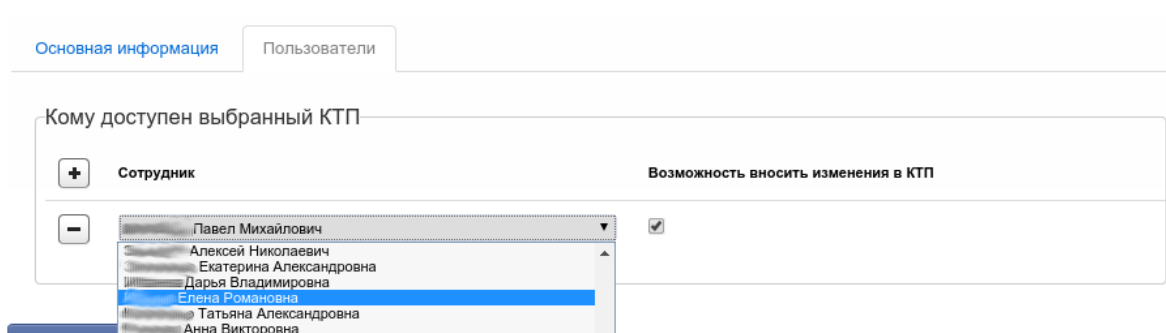 Основная информация Пользователи
Кому доступен выбранный КТП
+ Сотрудник Возможность вносить изменения в КТП
− Павел Михайлович
Алексей Николаевич
Екатерина Александровна
Дарья Владимировна
Елена Романовна
Татьяна Александровна
Анна Викторовна